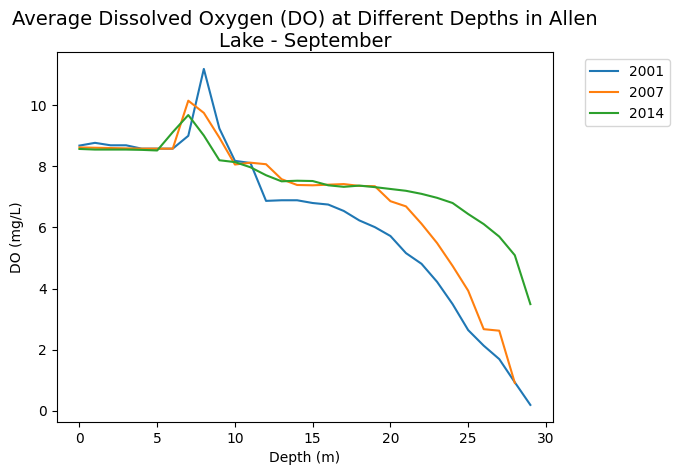 Average Dissolved Oxygen (DO) at Different Depths in Allen
Lake - September
2001
2007
2014
10
8
6
4
2
0
DO (mg/L)
0 5 10 15 20 25 30
Depth (m)